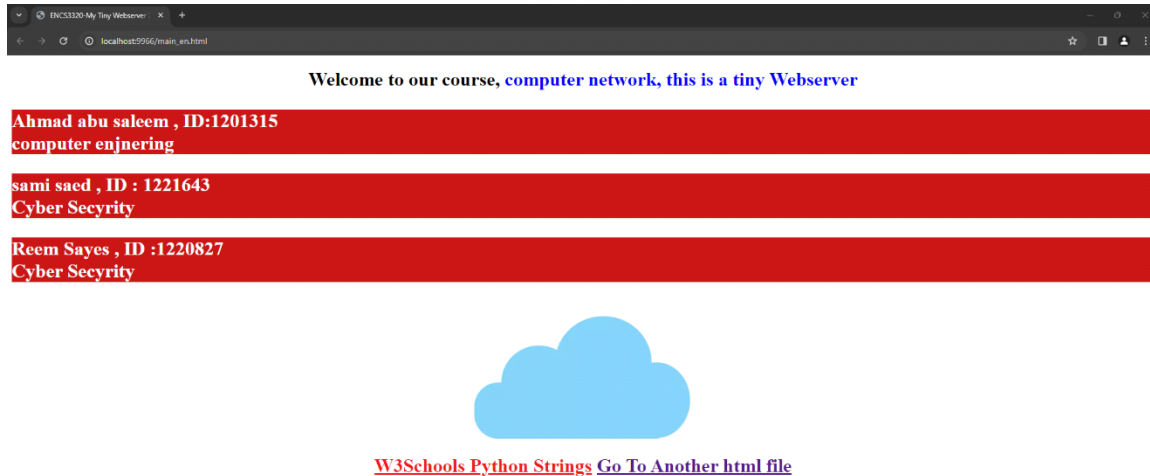 ENCS3320-My Tiny Webserver
localhost:9966/main_en.html
Welcome to our course, computer network, this is a tiny Webserver
Ahmad abu saleem , ID:1201315
computer enjnering
sami saed , ID : 1221643
Cyber Secyrity
Reem Sayes , ID :1220827
Cyber Secyrity
W3Schools Python Strings Go To Another html file